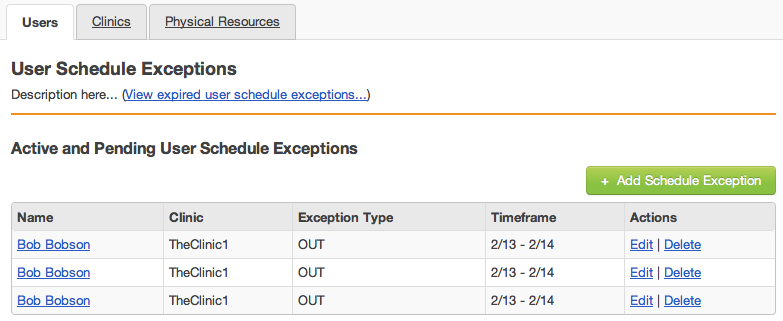 Users Clinics Physical Resources
User Schedule Exceptions
Description here... (View expired user schedule exceptions...)
Active and Pending User Schedule Exceptions
+ Add Schedule Exception
Name Clinic Exception Type Timeframe Actions
Bob Bobson TheClinic1 OUT 2/13 - 2/14 Edit | Delete
Bob Bobson TheClinic1 OUT 2/13 - 2/14 Edit | Delete
Bob Bobson TheClinic1 OUT 2/13 - 2/14 Edit | Delete